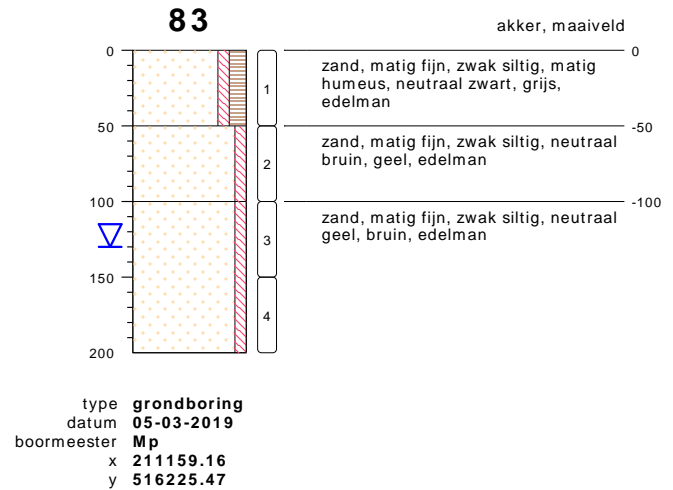 83
akker, maaiveld
0
0
zand, matig fijn, zwak siltig, matig
humeus, neutraal zwart, grijs,
edelman
1
50
-50
zand, matig fijn, zwak siltig, neutraal
bruin, geel, edelman
2
100
-100
zand, matig fijn, zwak siltig, neutraal
geel, bruin, edelman
3
150
4
200
type grondboring
datum 05-03-2019
boormeester Mp
x 211159.16
y 516225.47